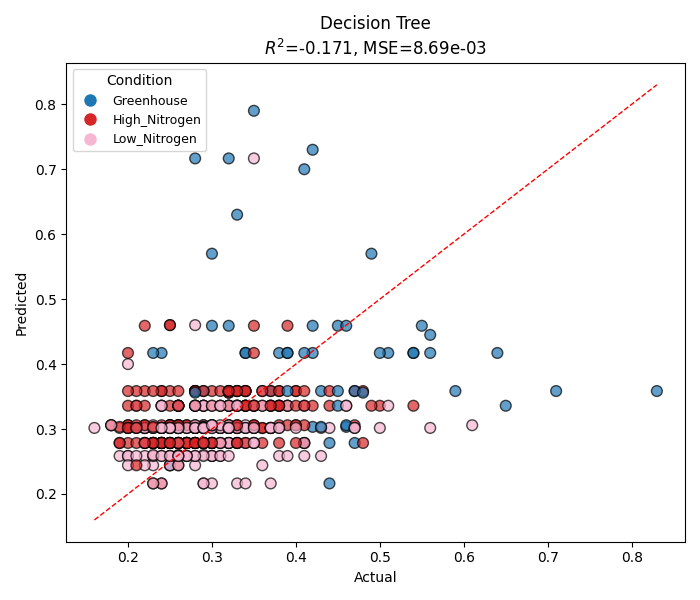 Decision Tree
R²=-0.171, MSE=8.69e-03
Condition
Greenhouse
High_Nitrogen
Low_Nitrogen
Predicted
0.8
0.7
0.6
0.5
0.4
0.3
0.2
0.2 0.3 0.4 0.5 0.6 0.7 0.8
Actual